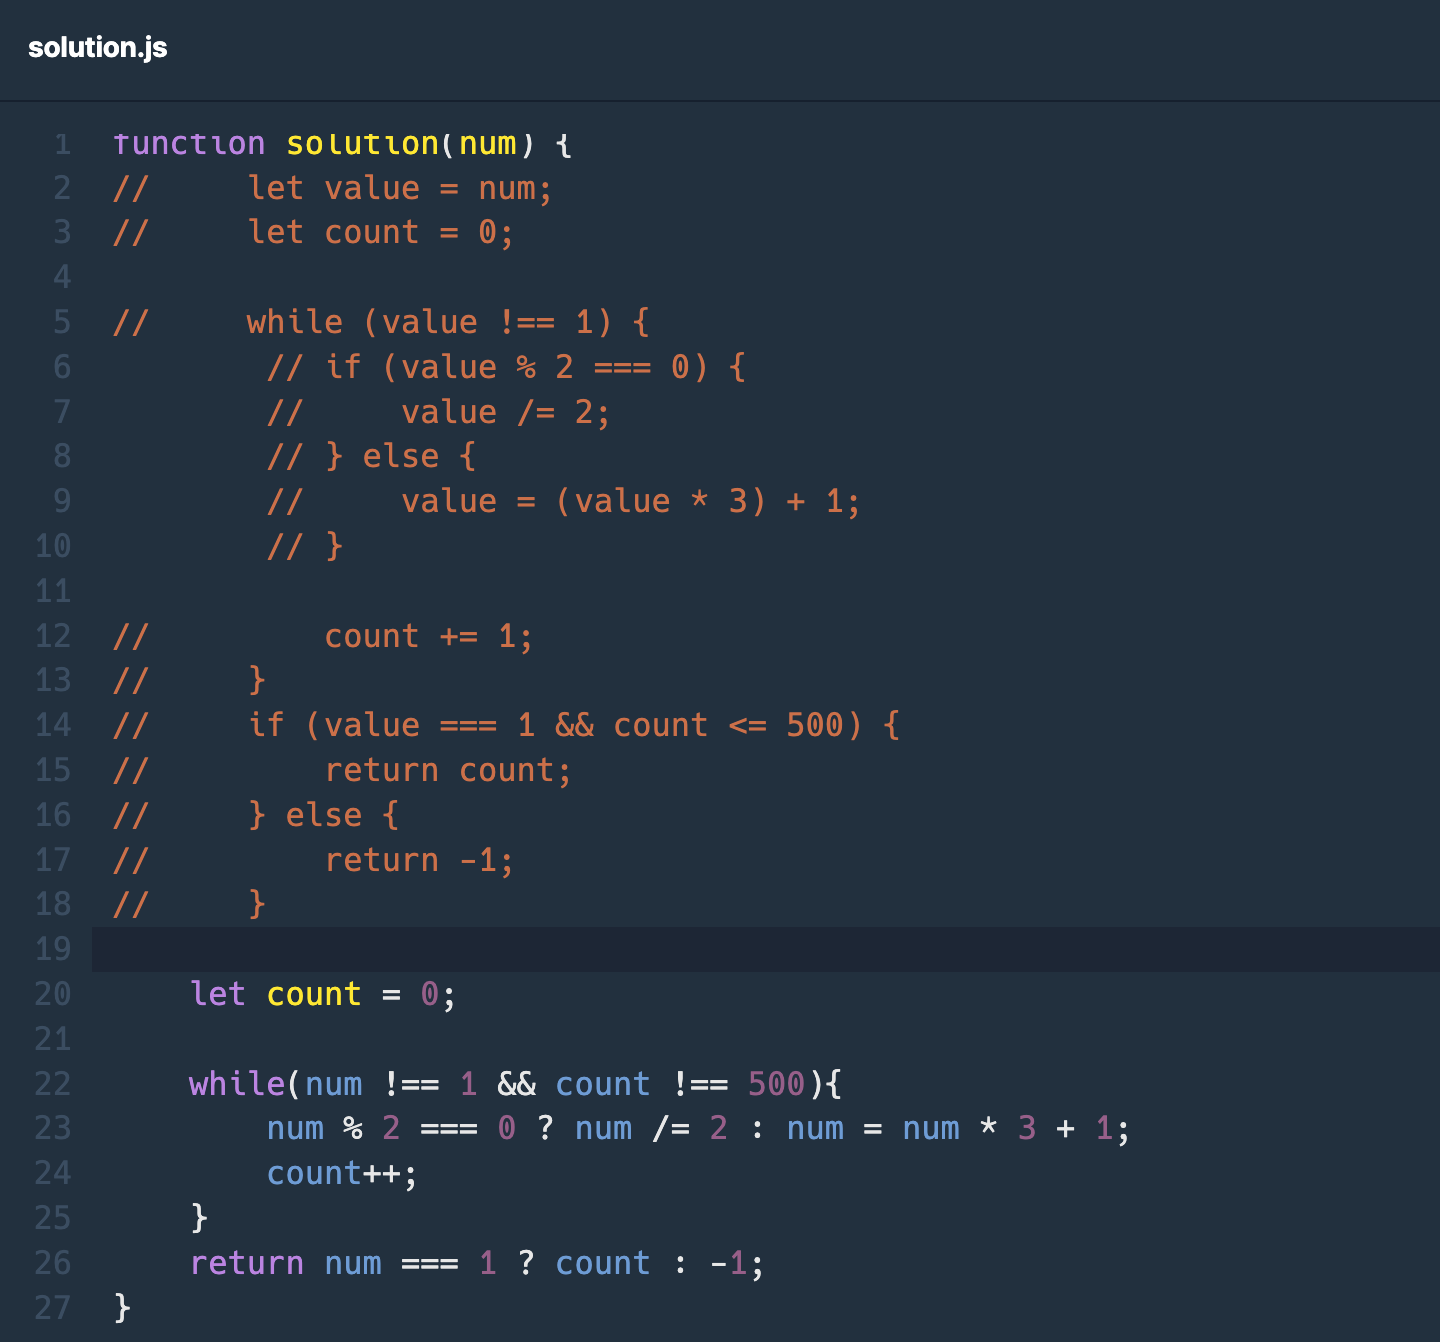 solution.js
1 function solution(num) {
2 //     let value = num;
3 //     let count = 0;
4
5 //     while (value !== 1) {
6         // if (value % 2 === 0) {
7         //     value /= 2;
8         // } else {
9         //     value = (value * 3) + 1;
10         // }
11
12 //         count += 1;
13 //     }
14 //     if (value === 1 && count <= 500) {
15 //         return count;
16 //     } else {
17 //         return -1;
18 //     }
19
20     let count = 0;
21
22     while(num !== 1 && count !== 500){
23         num % 2 === 0 ? num /= 2 : num = num * 3 + 1;
24         count++;
25     }
26     return num === 1 ? count : -1;
27 }